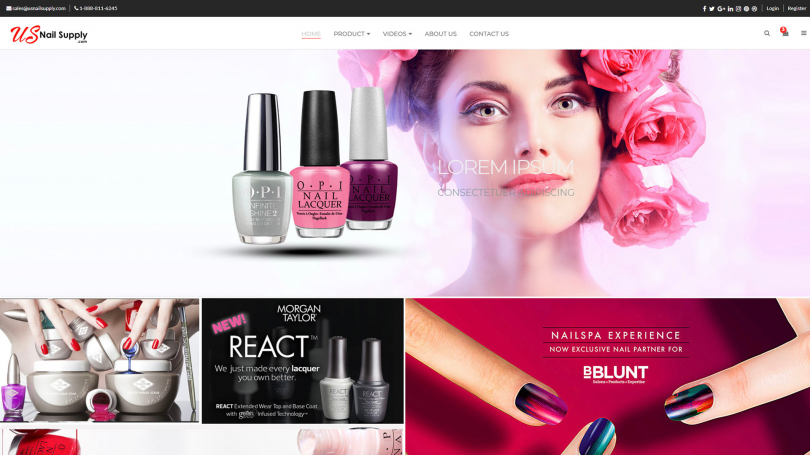 sales@usnailsupply.com
1-888-811-6245
Login
Register
US Nail Supply
.com
HOME
PRODUCT
VIDEOS
ABOUT US
CONTACT US
LOREM IPSUM
CONSECTETUER ADIPISCING
O·P·I
INFINITE
SHINE 2
O·P·I
NAIL
LACQUER
O·P·I
NAIL
LACQUER
MORGAN
TAYLOR
NEW!
REACT™
We just made every lacquer
you own better.
REACT Extended Wear Top and Base Coat
with gelish Infused Technology™
REACT
REACT
NAILSPA EXPERIENCE
NOW EXCLUSIVE NAIL PARTNER FOR
BBLUNT
Salons • Products • Expertise